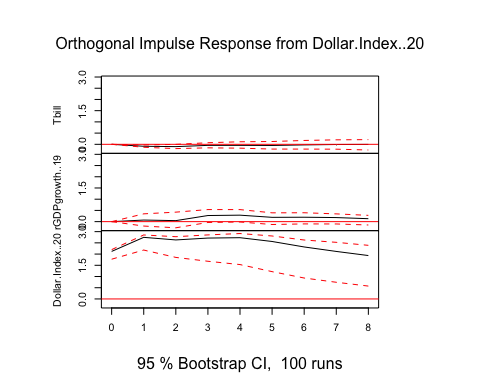 Orthogonal Impulse Response from Dollar.Index..20
Tbill
3.0
1.5
0.0
rGDPgrowth..19
3.0
1.5
0.0
Dollar.Index..20
3.0
1.5
0.0
0 1 2 3 4 5 6 7 8
95 % Bootstrap CI, 100 runs